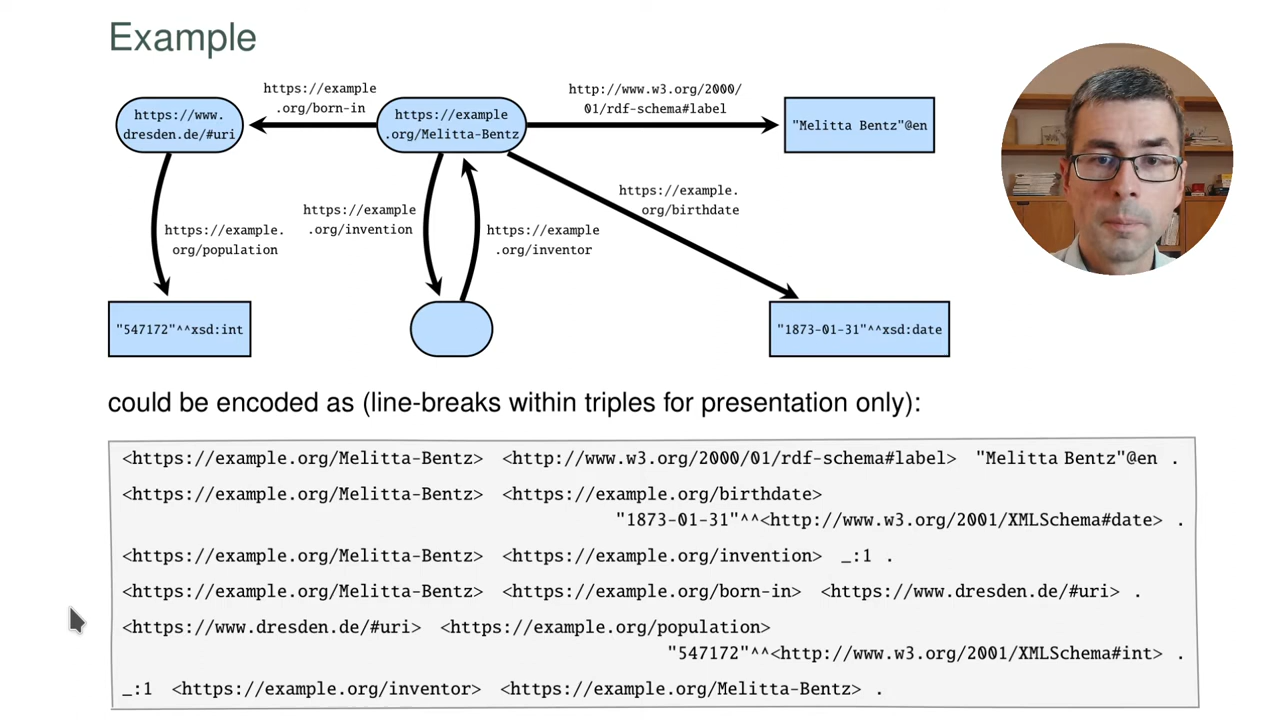 Example
https://example
.org/born-in
http://www.w3.org/2000/
01/rdf-schema#label
https://www.
dresden.de/#uri
https://example
.org/Melitta-Bentz
"Melitta Bentz"@en
https://example.
org/birthdate
https://example
.org/invention
https://example.
org/population
https://example
.org/inventor
"547172"^^xsd:int
"1873-01-31"^^xsd:date
could be encoded as (line-breaks within triples for presentation only):
<https://example.org/Melitta-Bentz> <http://www.w3.org/2000/01/rdf-schema#label> "Melitta Bentz"@en .
<https://example.org/Melitta-Bentz> <https://example.org/birthdate>
"1873-01-31"^^<http://www.w3.org/2001/XMLSchema#date> .
<https://example.org/Melitta-Bentz> <https://example.org/invention> _:1 .
<https://example.org/Melitta-Bentz> <https://example.org/born-in> <https://www.dresden.de/#uri> .
<https://www.dresden.de/#uri> <https://example.org/population>
"547172"^^<http://www.w3.org/2001/XMLSchema#int> .
_:1 <https://example.org/inventor> <https://example.org/Melitta-Bentz> .